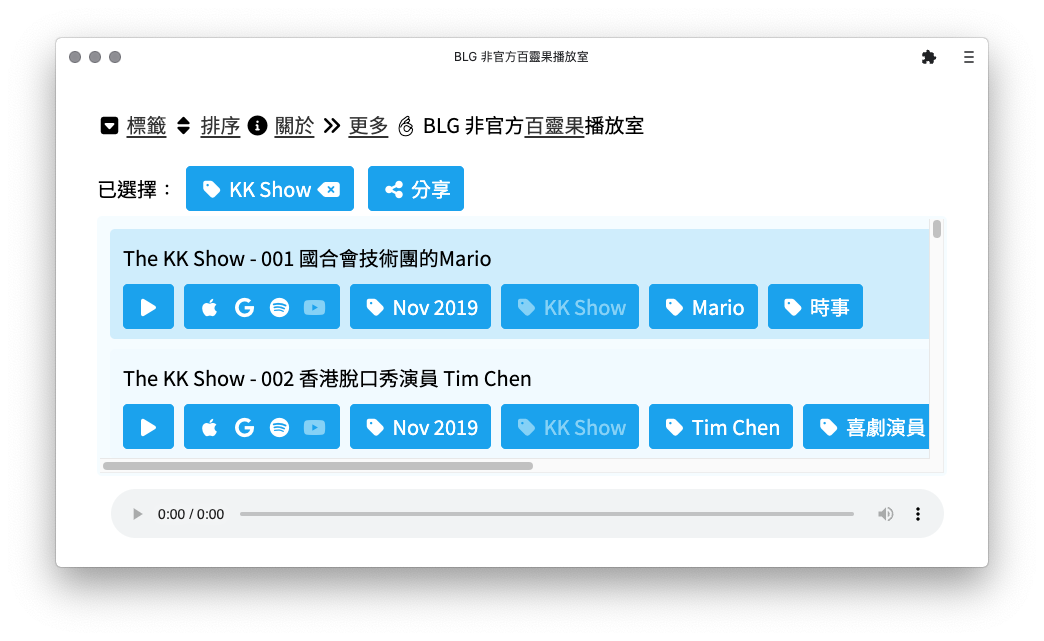 BLG 非官方百靈果播放室
標籤 排序 關於 更多 BLG 非官方百靈果播放室
已選擇： KK Show 分享
The KK Show - 001 國合會技術團的Mario
Nov 2019 KK Show Mario 時事
The KK Show - 002 香港脫口秀演員 Tim Chen
Nov 2019 KK Show Tim Chen 喜劇演員
0:00 / 0:00